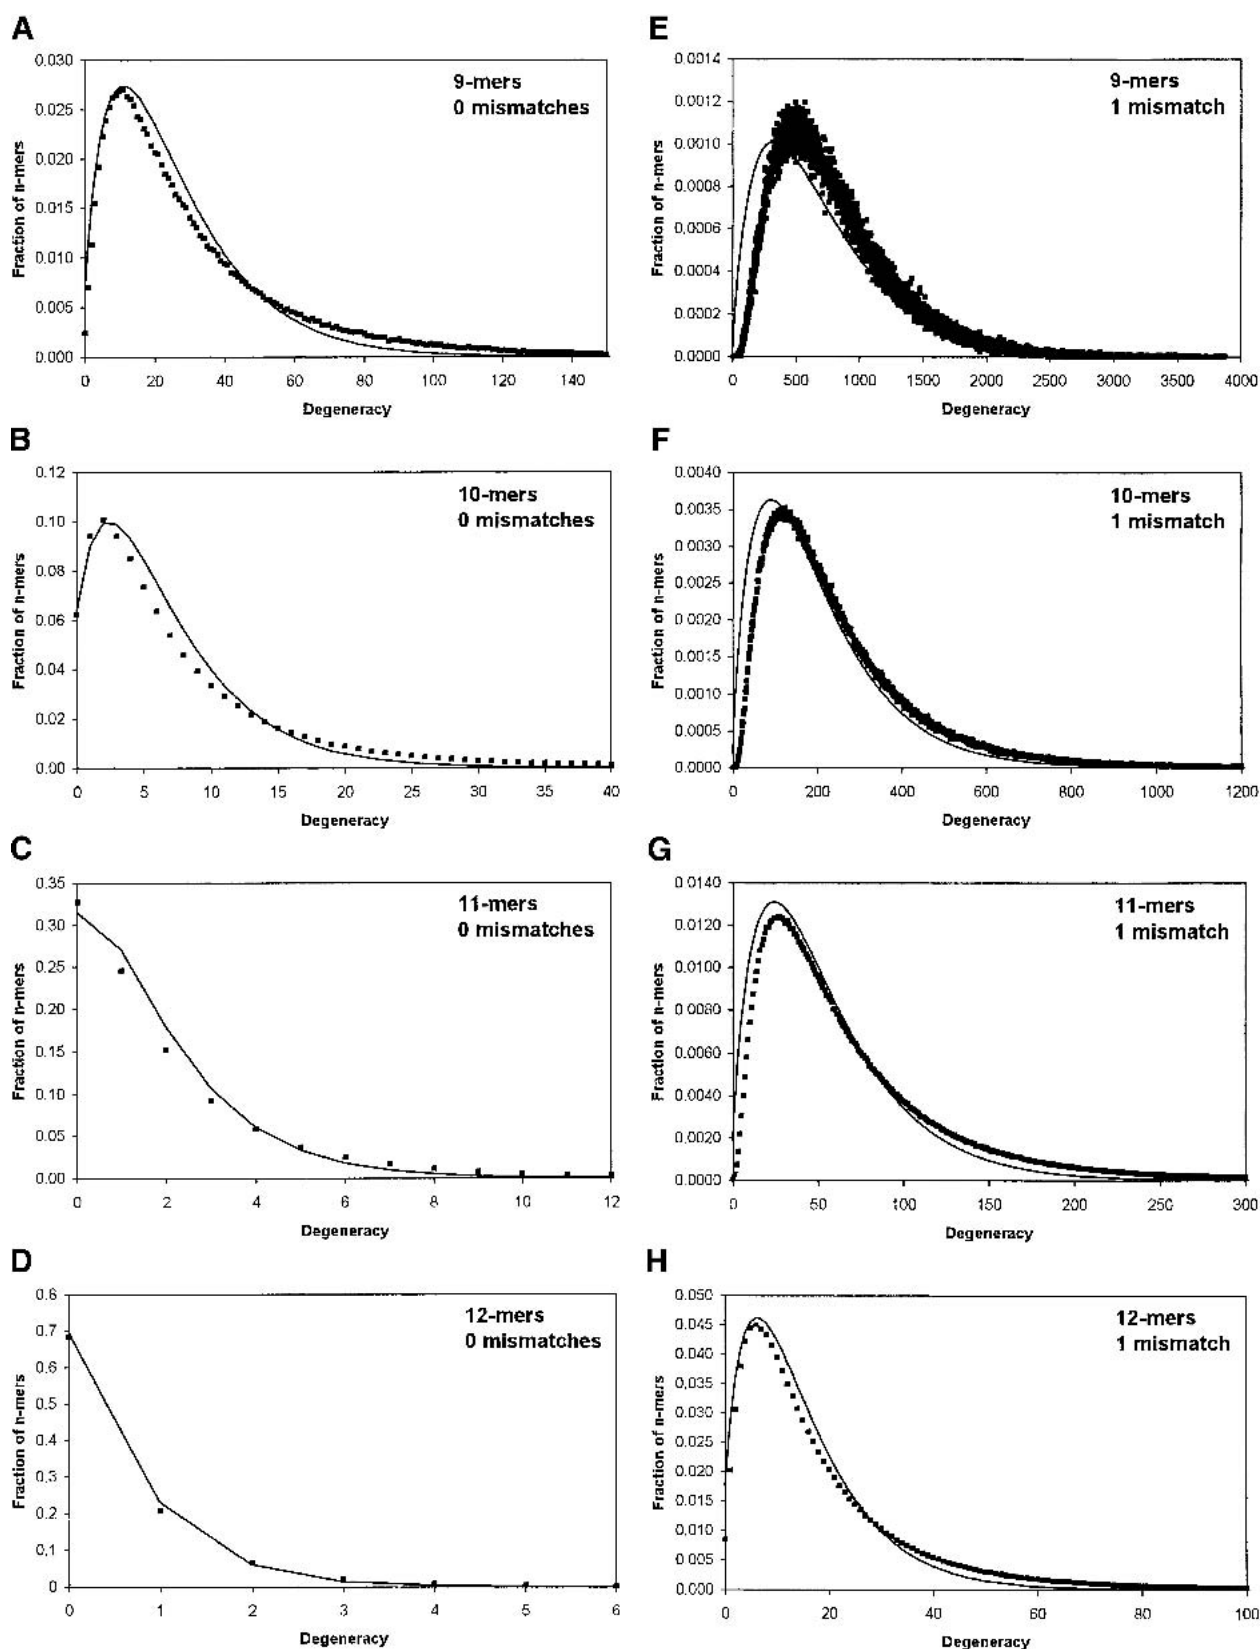 A
0.030
0.025
0.020
0.015
0.010
0.005
0.000
Fraction of n-mers
9-mers
0 mismatches
0 20 40 60 80 100 120 140
Degeneracy
E
0.0014
0.0012
0.0010
0.0008
0.0006
0.0004
0.0002
0.0000
Fraction of n-mers
9-mers
1 mismatch
0 500 1000 1500 2000 2500 3000 3500 4000
Degeneracy
B
0.12
0.10
0.08
0.06
0.04
0.02
0.00
Fraction of n-mers
10-mers
0 mismatches
0 5 10 15 20 25 30 35 40
Degeneracy
F
0.0040
0.0035
0.0030
0.0025
0.0020
0.0015
0.0010
0.0005
0.0000
Fraction of n-mers
10-mers
1 mismatch
0 200 400 600 800 1000 1200
Degeneracy
C
0.35
0.30
0.25
0.20
0.15
0.10
0.05
0.00
Fraction of n-mers
11-mers
0 mismatches
0 2 4 6 8 10 12
Degeneracy
G
0.0140
0.0120
0.0100
0.0080
0.0060
0.0040
0.0020
0.0000
Fraction of n-mers
11-mers
1 mismatch
0 50 100 150 200 250 300
Degeneracy
D
0.8
0.7
0.6
0.5
0.4
0.3
0.2
0.1
0
Fraction of n-mers
12-mers
0 mismatches
0 1 2 3 4 5 6
Degeneracy
H
0.050
0.045
0.040
0.035
0.030
0.025
0.020
0.015
0.010
0.005
0.000
Fraction of n-mers
12-mers
1 mismatch
0 20 40 60 80 100
Degeneracy